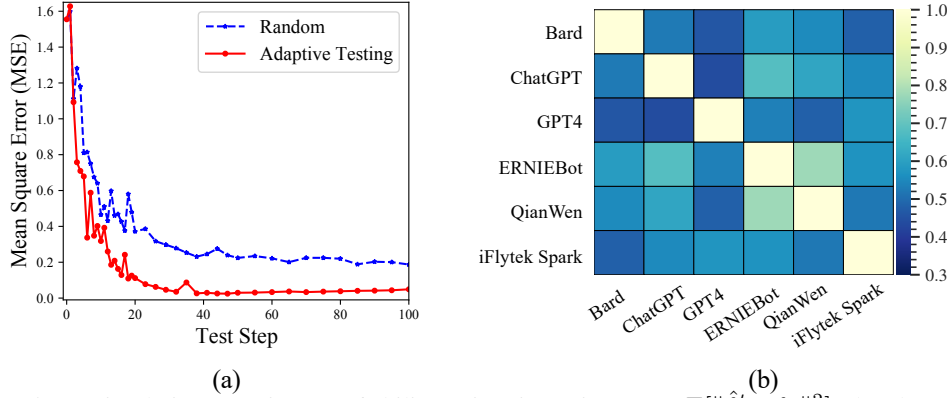 (a)
1.6
1.4
1.2
1.0
0.8
0.6
0.4
0.2
0.0
Mean Square Error (MSE)
Random
Adaptive Testing
0 20 40 60 80 100
Test Step
(b)
Bard
ChatGPT
GPT4
ERNIEBot
QianWen
iFlytek Spark
Bard ChatGPT GPT4 ERNIEBot QianWen iFlytek Spark
1.0
0.9
0.8
0.7
0.6
0.5
0.4
0.3